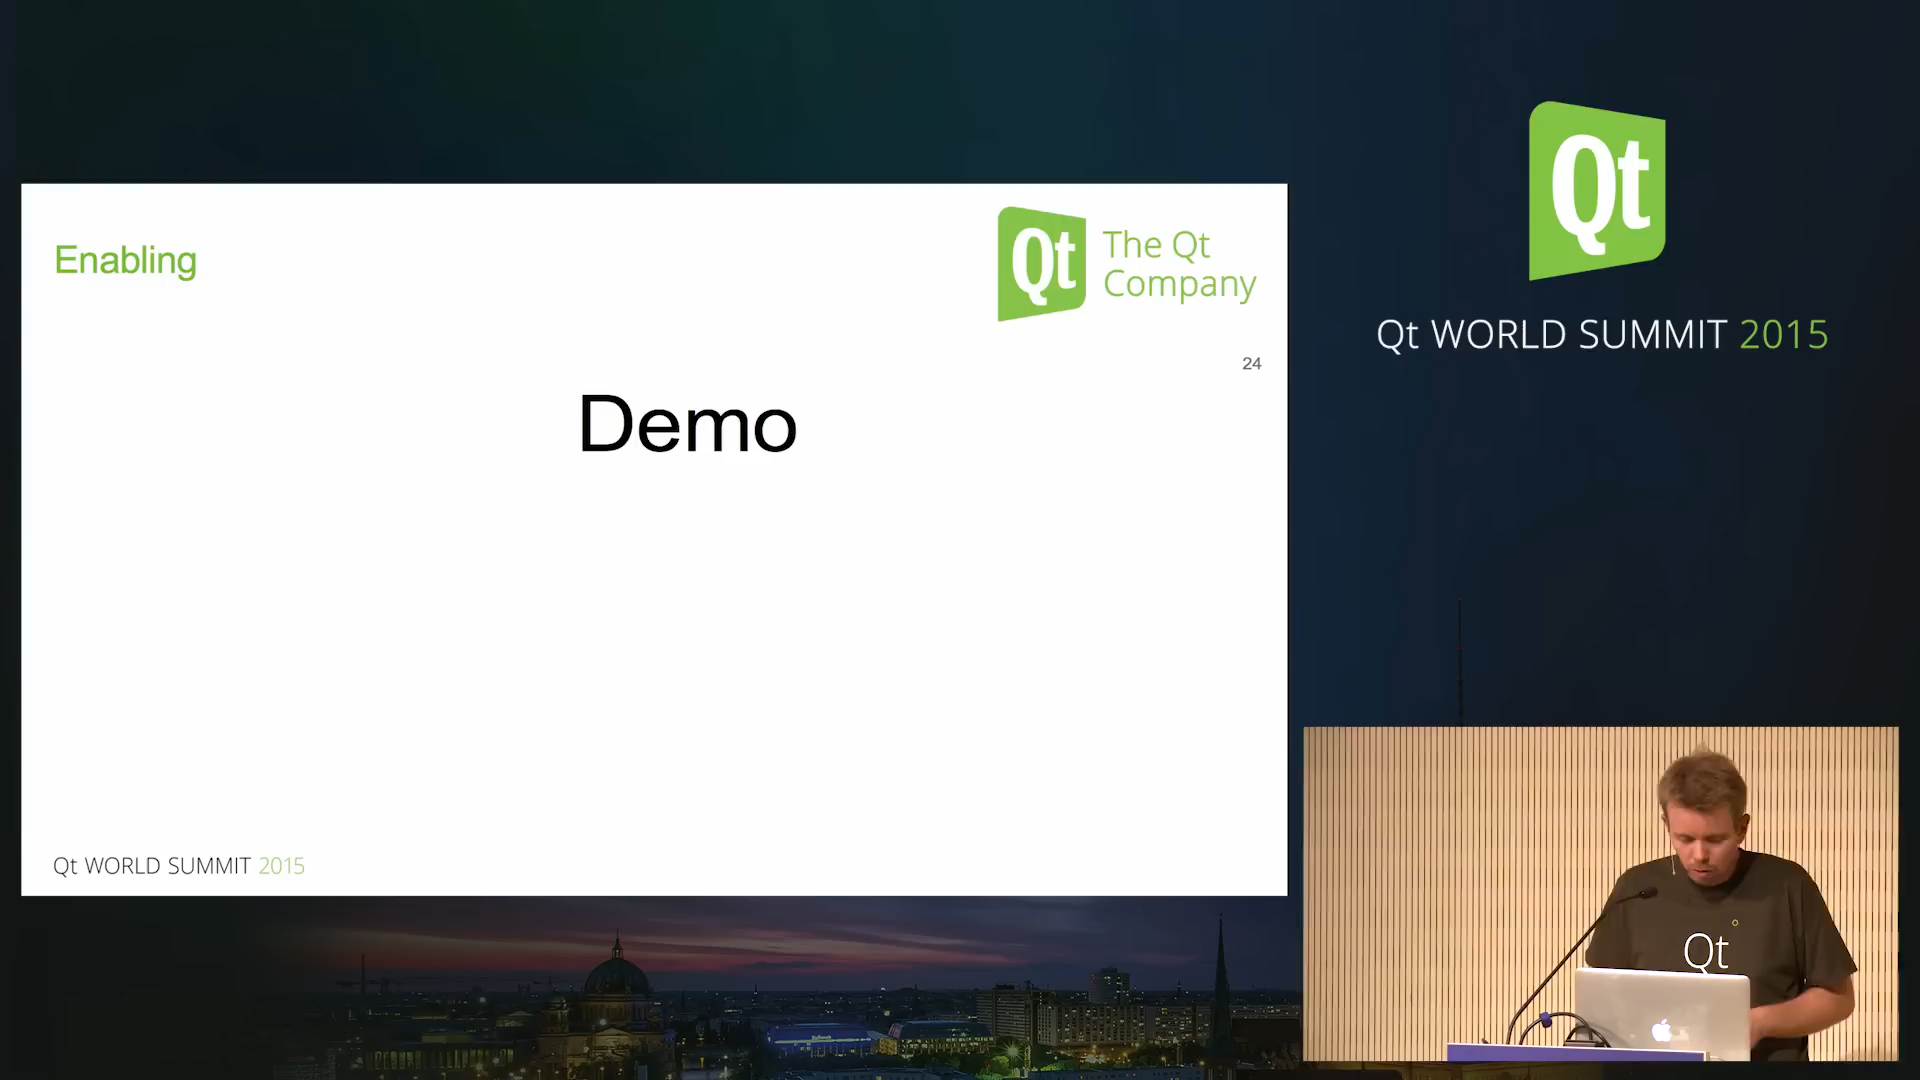 Enabling
Qt
The Qt
Company
24
Demo
Qt WORLD SUMMIT 2015
Qt
Qt WORLD SUMMIT 2015
Qt